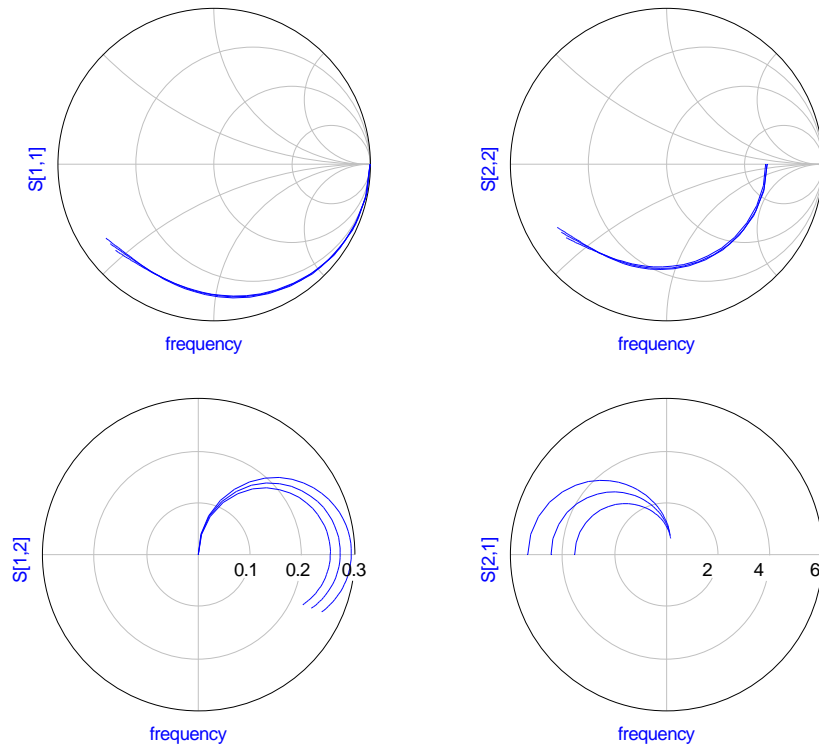 S[1,1]
frequency
S[2,2]
frequency
S[1,2]
0.1 0.2 0.3
frequency
S[2,1]
2 4 6
frequency